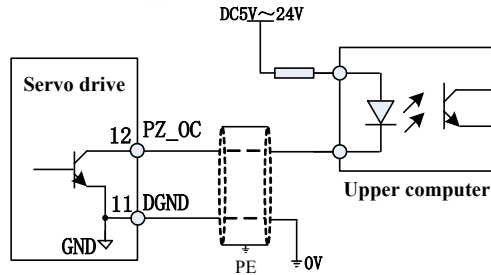 DC5V～24V
Servo drive
12 PZ_OC
11 DGND
GND
PE
0V
Upper computer